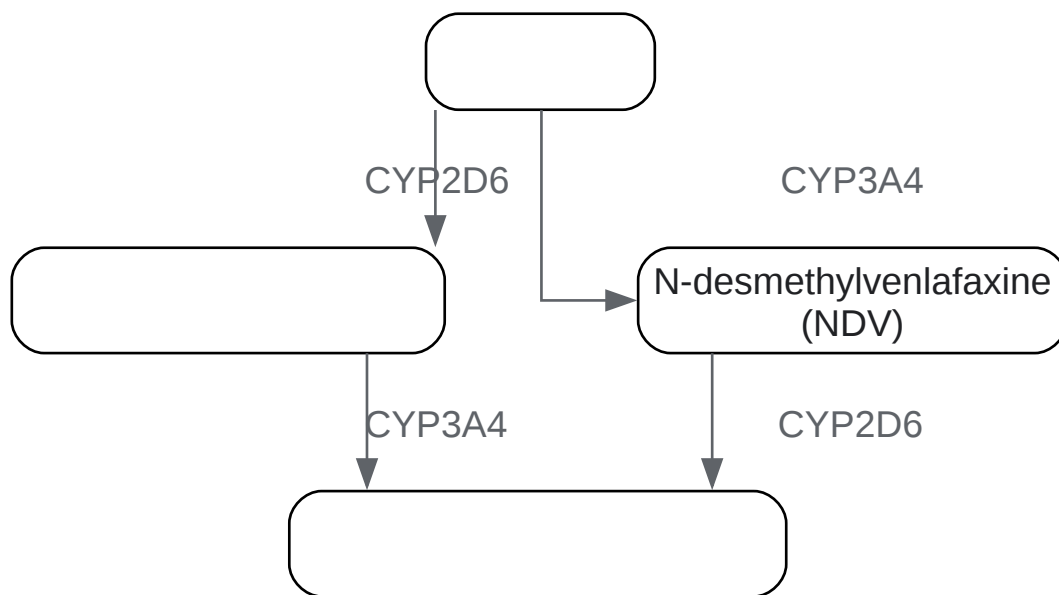 CYP2D6
CYP3A4
N-desmethylvenlafaxine
(NDV)
CYP3A4
CYP2D6